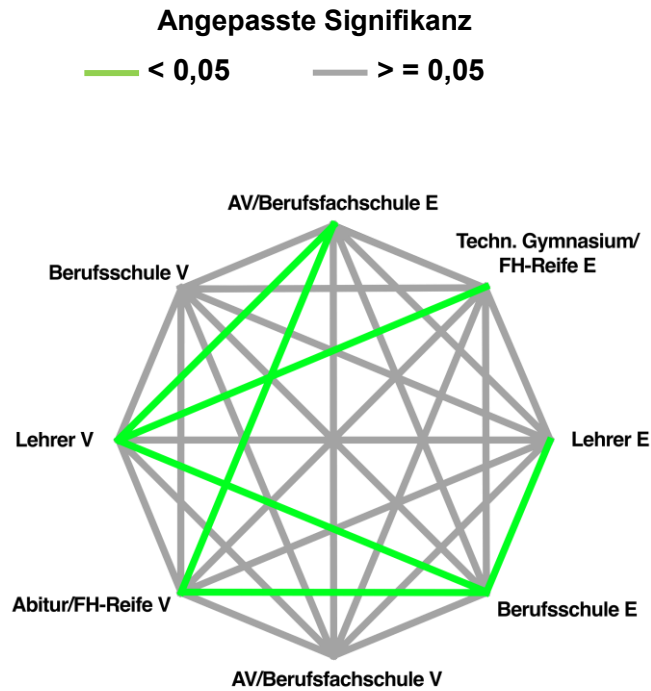 Angepasste Signifikanz
< 0,05
> = 0,05
AV/Berufsfachschule E
Techn. Gymnasium/
FH-Reife E
Berufsschule V
Lehrer V
Lehrer E
Abitur/FH-Reife V
Berufsschule E
AV/Berufsfachschule V